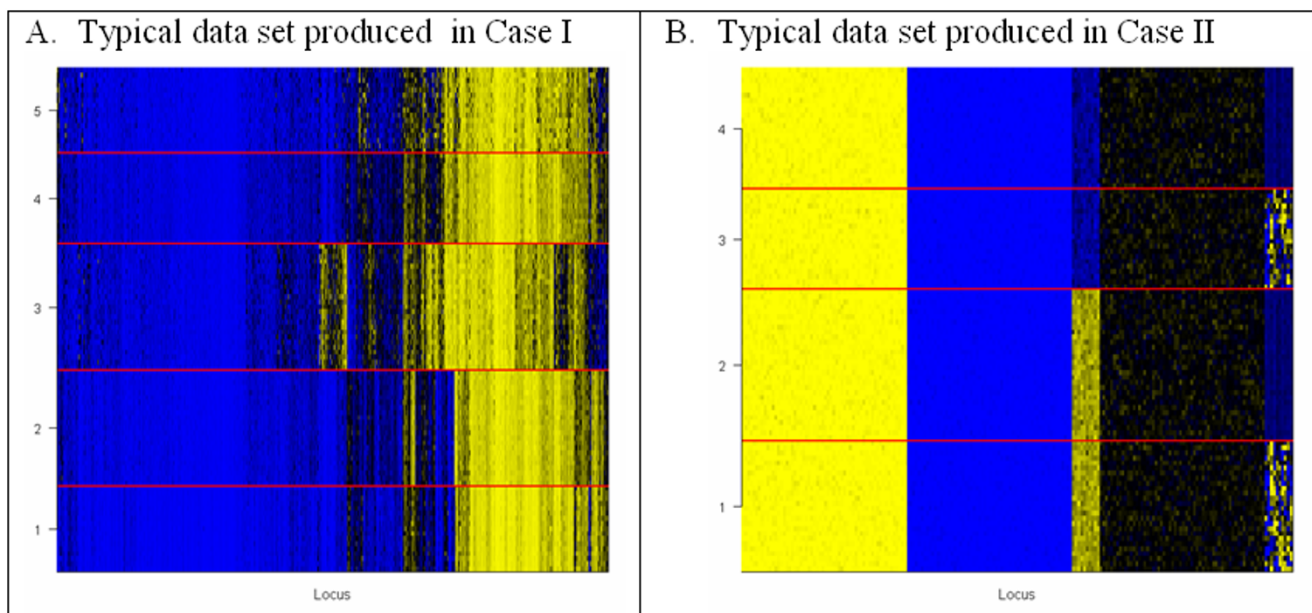 A. Typical data set produced in Case I
5
4
3
2
1
Locus
B. Typical data set produced in Case II
4
3
2
1
Locus